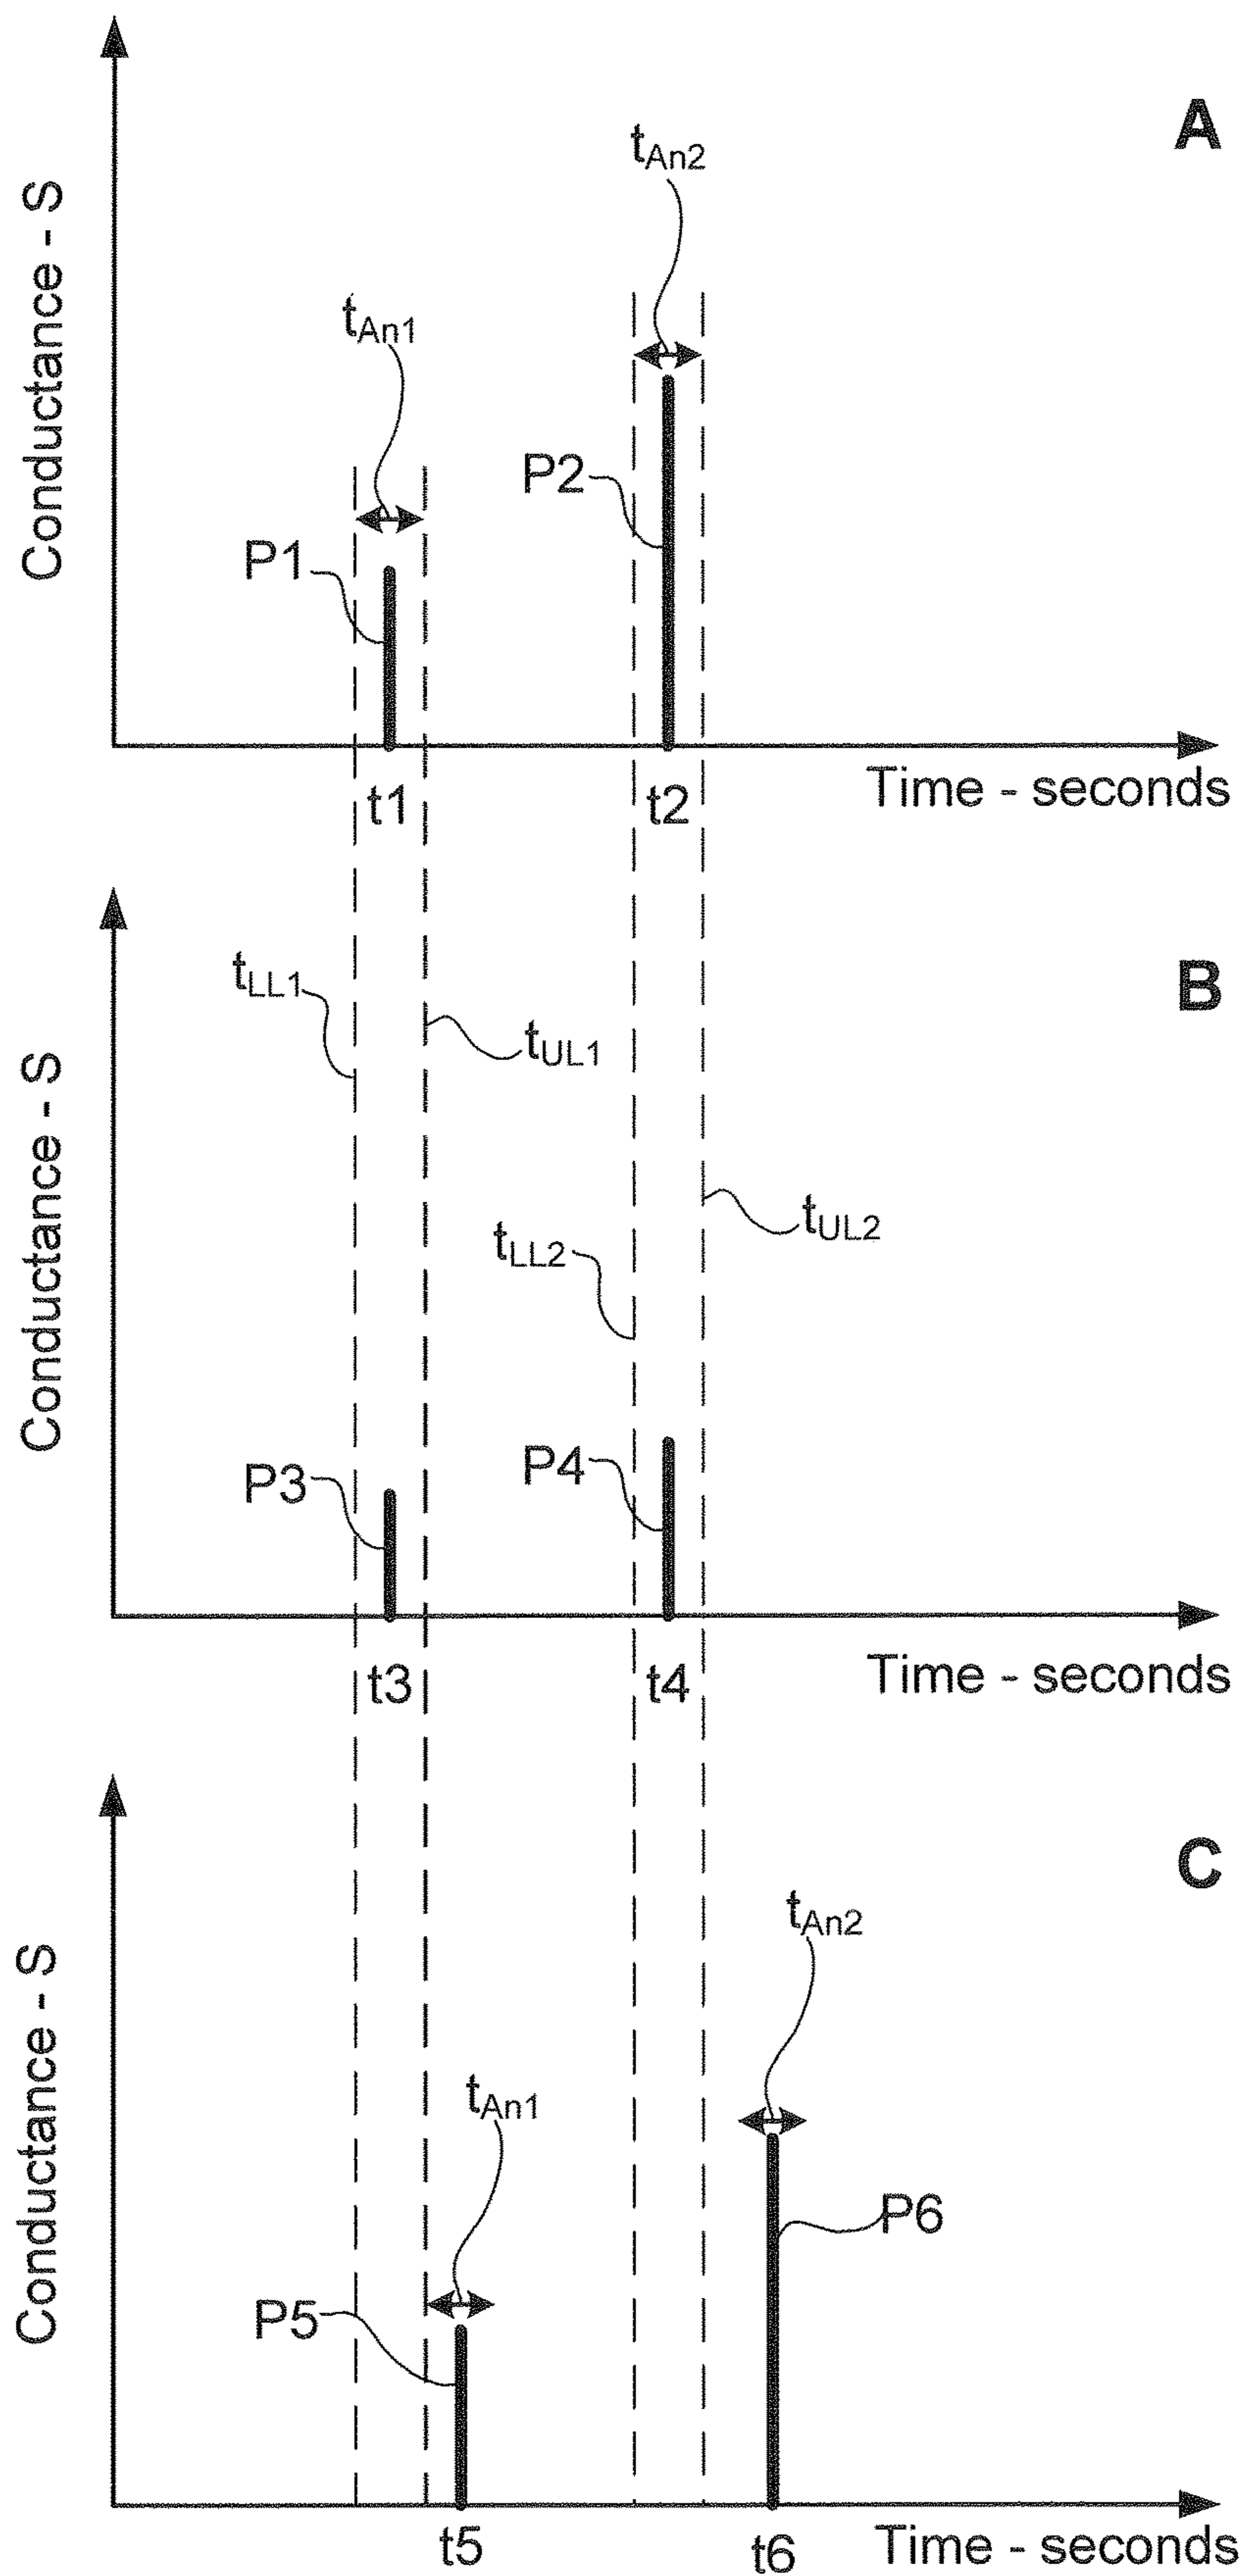 A
tAn2
Conductance - S
tAn1
P2
P1
Time - seconds
t1
t2
B
tLL1
tUL1
Conductance - S
tUL2
tLL2
P4
P3
Time - seconds
t3
t4
C
tAn2
Conductance - S
tAn1
P6
P5
t5
t6
Time - seconds